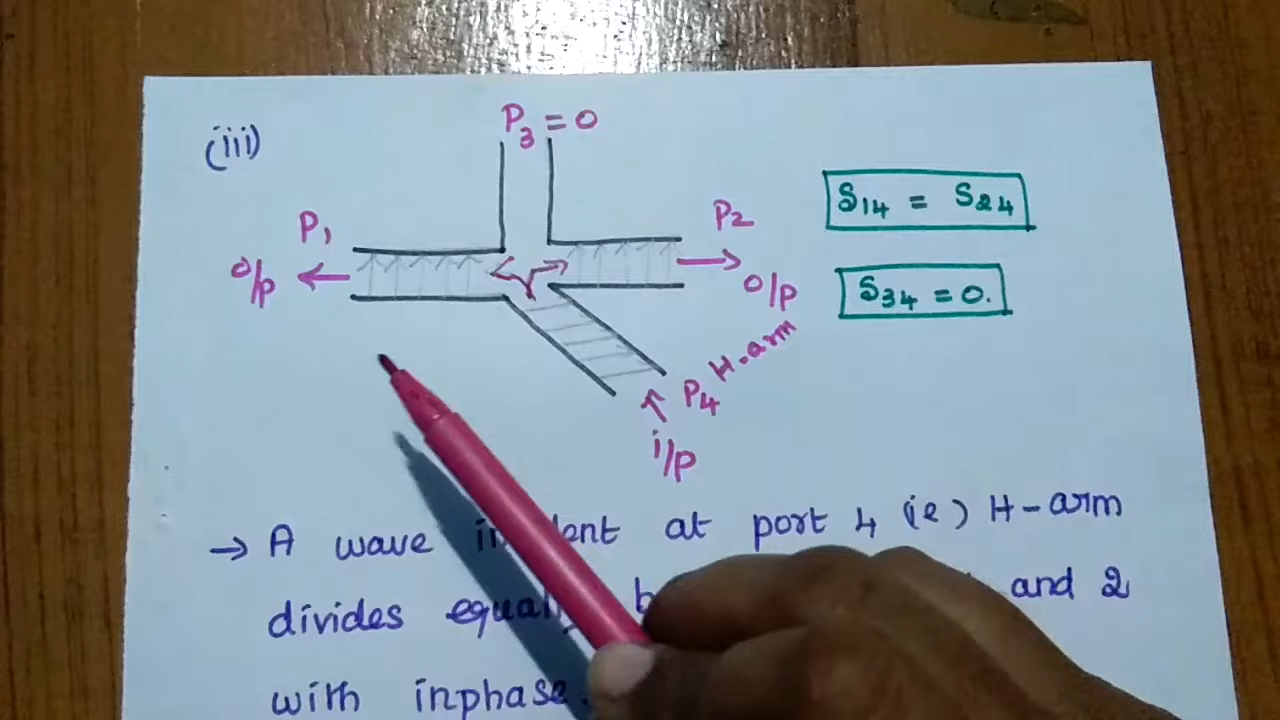 (iii)
P3 = 0
P1
P2
S14 = S24
o/p
o/p
S34 = 0.
H-arm
P4
i/p
→ A wave at port 4 (ie) H-arm
divides and 2
with inphase.